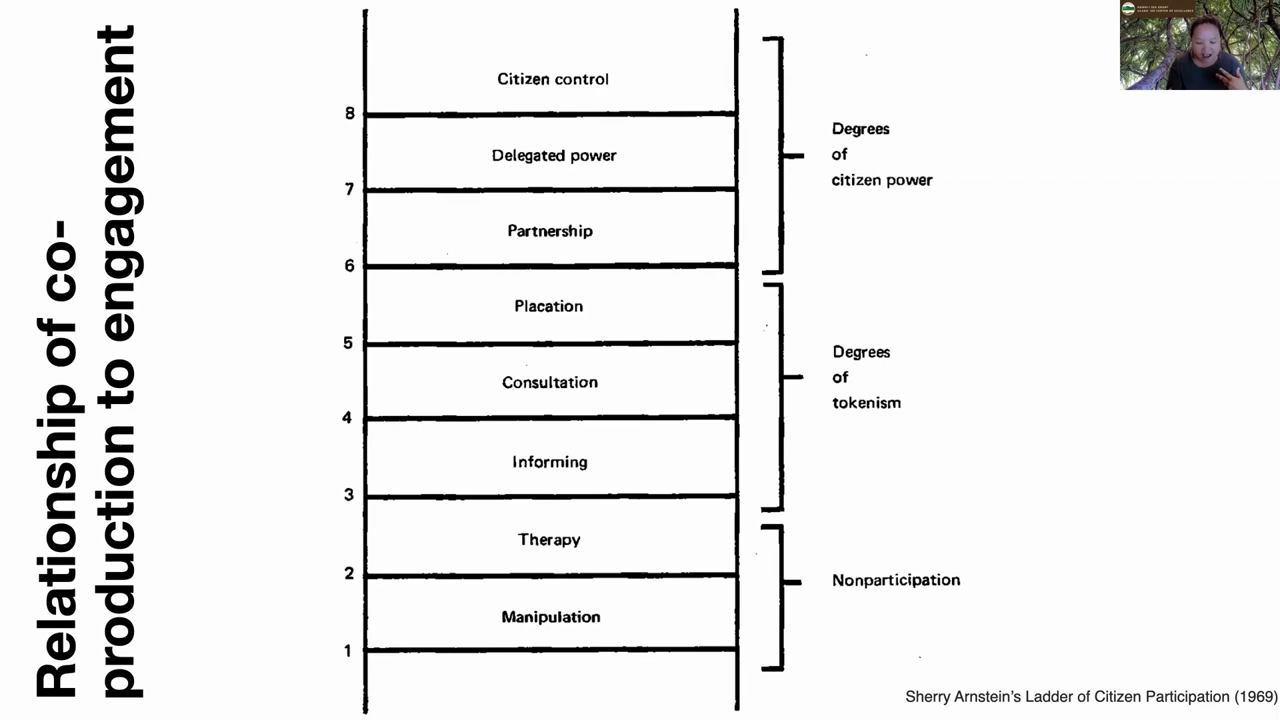 Relationship of co-
production to engagement
Citizen control
8
Delegated power
7
Partnership
6
Placation
5
Consultation
4
Informing
3
Therapy
2
Manipulation
1
Degrees
of
citizen power
Degrees
of
tokenism
Nonparticipation
Sherry Arnstein's Ladder of Citizen Participation (1969)